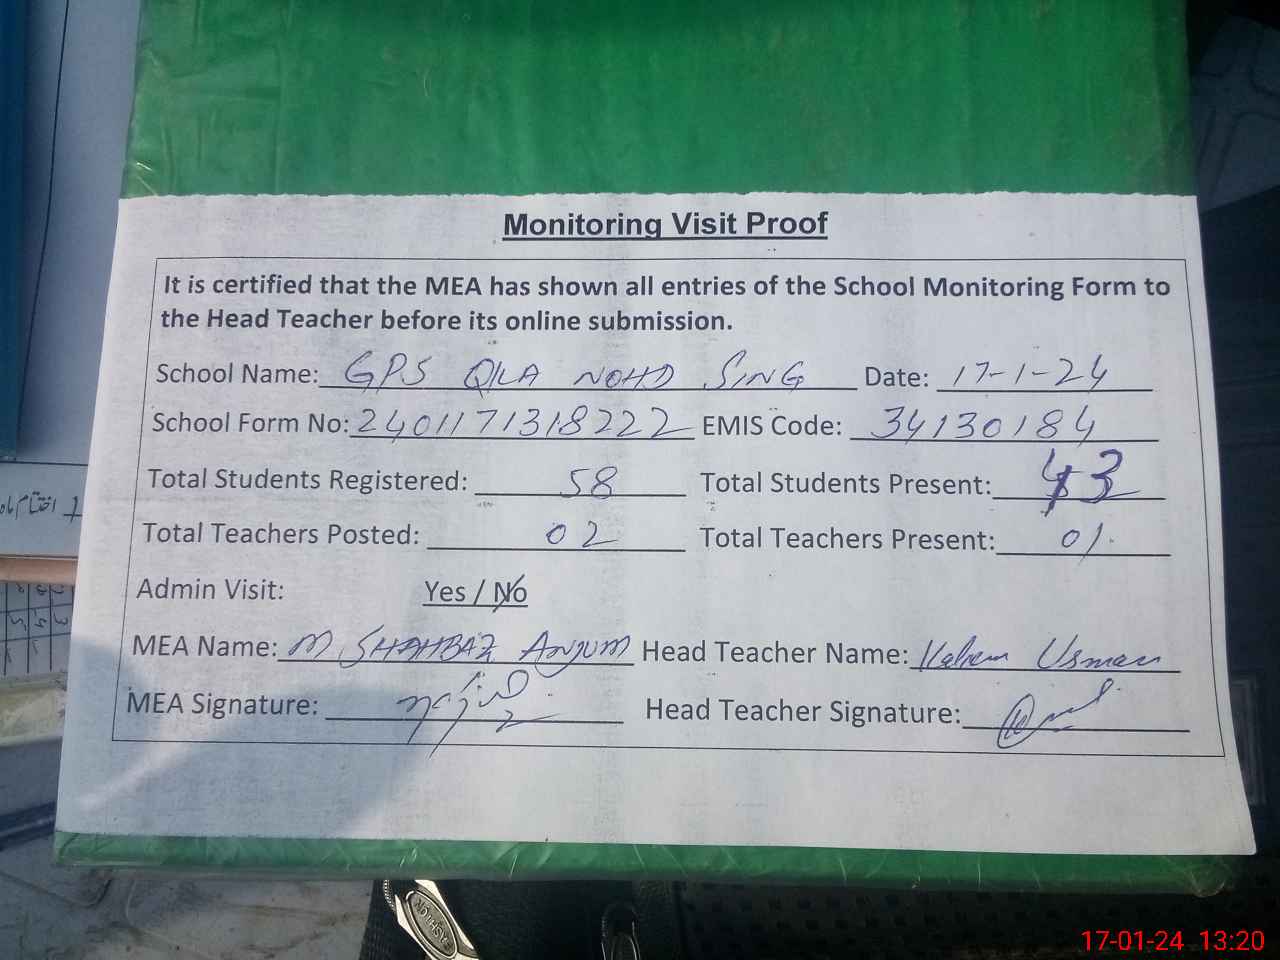 Monitoring Visit Proof
It is certified that the MEA has shown all entries of the School Monitoring Form to
the Head Teacher before its online submission.
School Name: GPS QILA NOHD SING Date: 17-1-24
School Form No: 2401171318222 EMIS Code: 34130184
Total Students Registered: 58 Total Students Present: 43
Total Teachers Posted: 02 Total Teachers Present: 01.
Admin Visit: Yes / No
MEA Name: M. SHAHBAZ ANJUM Head Teacher Name: Usman
MEA Signature: Head Teacher Signature:
FASHION
17-01-24 13:20